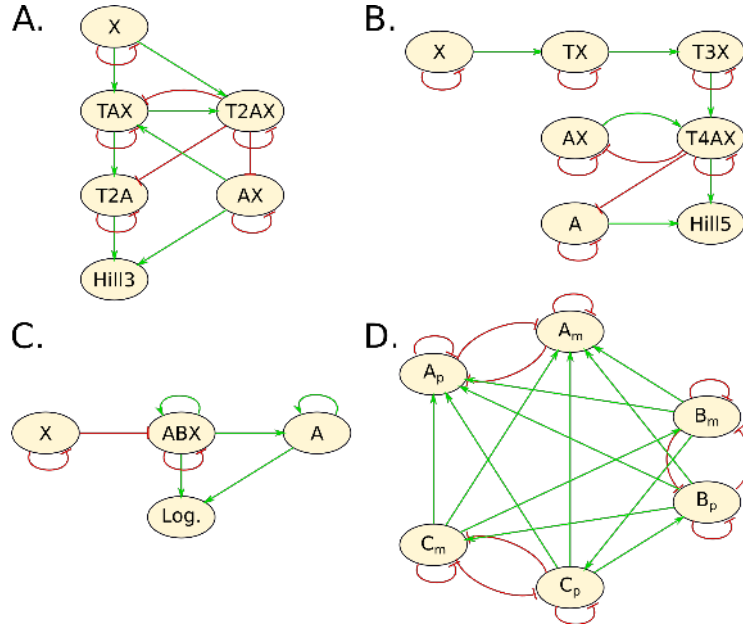 A.
X
TAX
T2AX
T2A
AX
Hill3
B.
X
TX
T3X
AX
T4AX
A
Hill5
C.
X
ABX
A
Log.
D.
Am
Ap
Bm
Bp
Cm
Cp